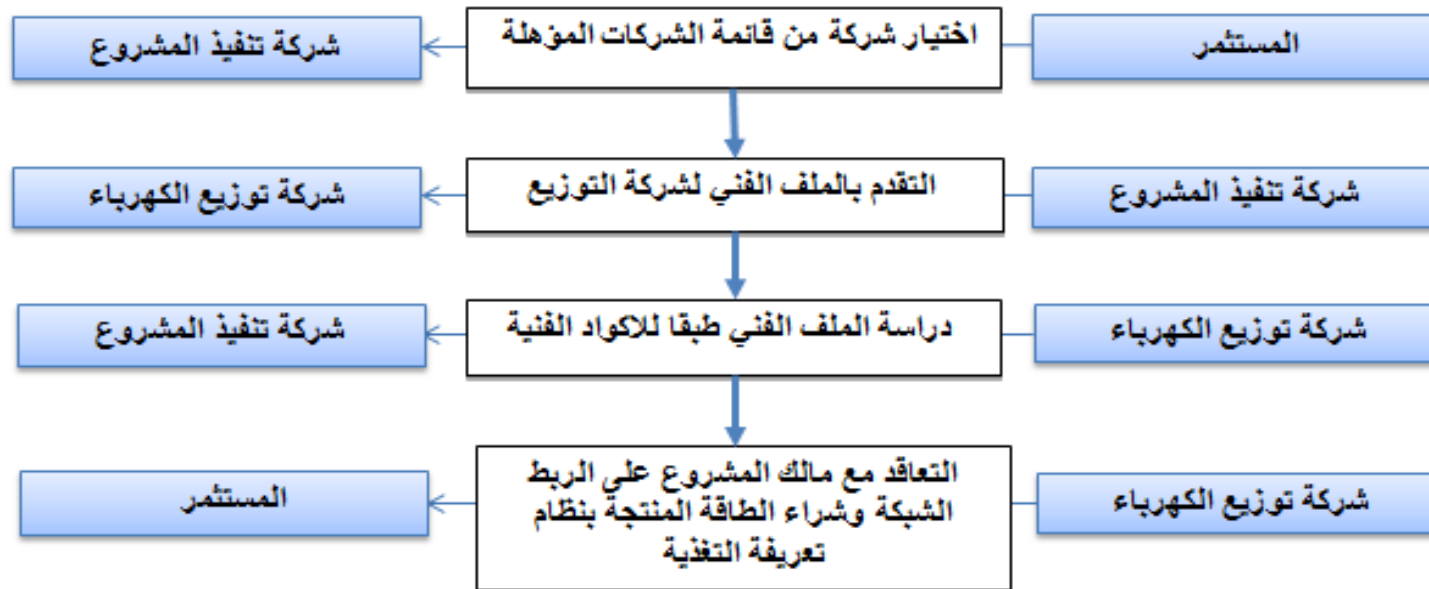 المستثمر
اختيار شركة من قائمة الشركات المؤهلة
شركة تنفيذ المشروع
شركة تنفيذ المشروع
التقدم بالملف الفني لشركة التوزيع
شركة توزيع الكهرباء
شركة توزيع الكهرباء
دراسة الملف الفني طبقا للاكواد الفنية
شركة تنفيذ المشروع
شركة توزيع الكهرباء
التعاقد مع مالك المشروع علي الربط
الشبكة وشراء الطاقة المنتجة بنظام
تعريفة التغذية
المستثمر